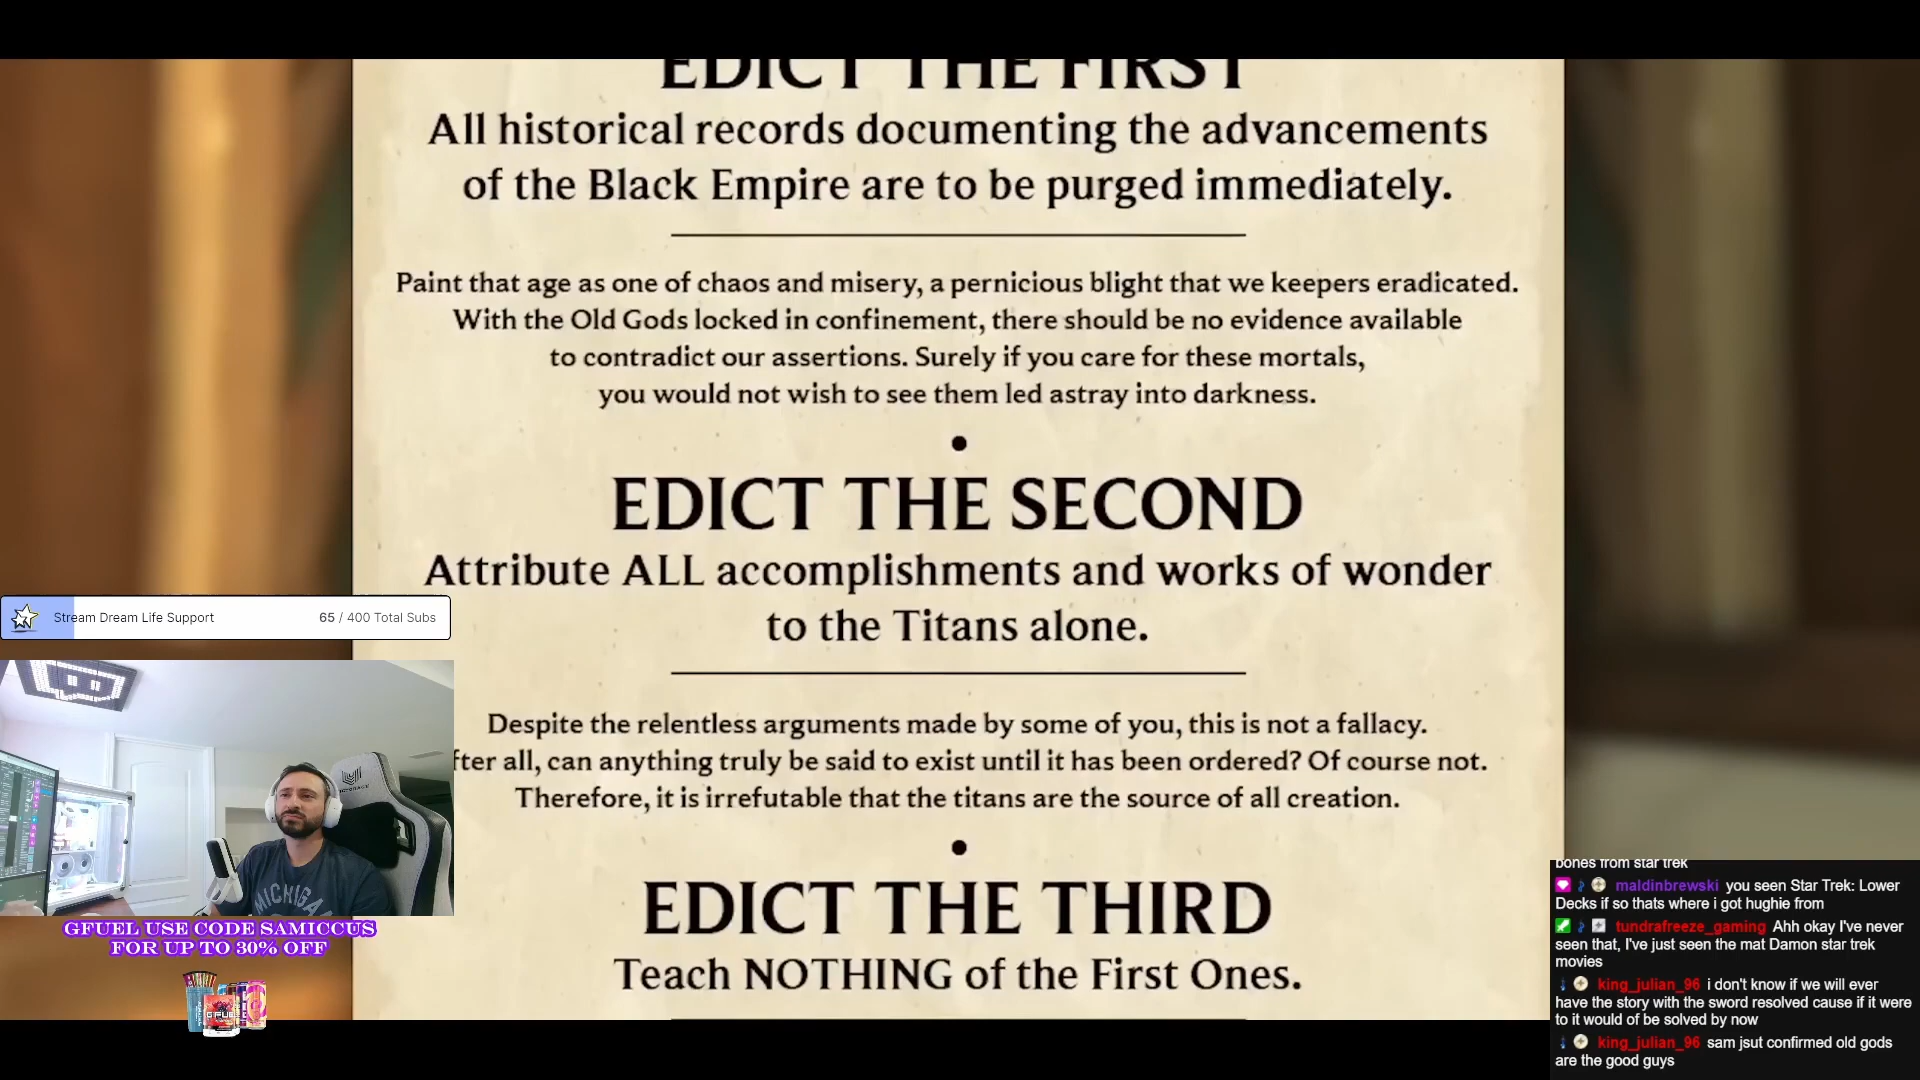 EDICT THE FIRST
All historical records documenting the advancements
of the Black Empire are to be purged immediately.
Paint that age as one of chaos and misery, a pernicious blight that we keepers eradicated.
With the Old Gods locked in confinement, there should be no evidence available
to contradict our assertions. Surely if you care for these mortals,
you would not wish to see them led astray into darkness.
EDICT THE SECOND
Attribute ALL accomplishments and works of wonder
to the Titans alone.
Despite the relentless arguments made by some of you, this is not a fallacy.
fter all, can anything truly be said to exist until it has been ordered? Of course not.
Therefore, it is irrefutable that the titans are the source of all creation.
EDICT THE THIRD
Teach NOTHING of the First Ones.
Stream Dream Life Support 65 / 400 Total Subs
MICHIGAN
GFUEL USE CODE SAMICCUS
FOR UP TO 30% OFF
G FUEL
bones from star trek
maldinbrewski you seen Star Trek: Lower
Decks if so thats where i got hughie from
tundrafreeze_gaming Ahh okay I've never
seen that, I've just seen the mat Damon star trek
movies
king_julian_96 i don't know if we will ever
have the story with the sword resolved cause if it were
to it would of be solved by now
king_julian_96 sam jsut confirmed old gods
are the good guys